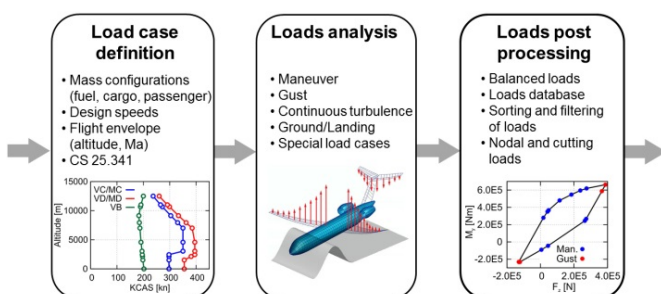 Load case
definition
• Mass configurations
(fuel, cargo, passenger)
• Design speeds
• Flight envelope
(altitude, Ma)
• CS 25.341
15000
10000
5000
0
Altitude [m]
VC/MC
VD/MD
VB
0 100 200 300 400
KCAS [kn]
Loads analysis
• Maneuver
• Gust
• Continuous turbulence
• Ground/Landing
• Special load cases
Loads post
processing
• Balanced loads
• Loads database
• Sorting and filtering
of loads
• Nodal and cutting
loads
6.0E5
4.0E5
2.0E5
0
-2.0E5
My [Nm]
Man.
Gust
-2.0E5 0 2.0E5 4.0E5
Fz [N]